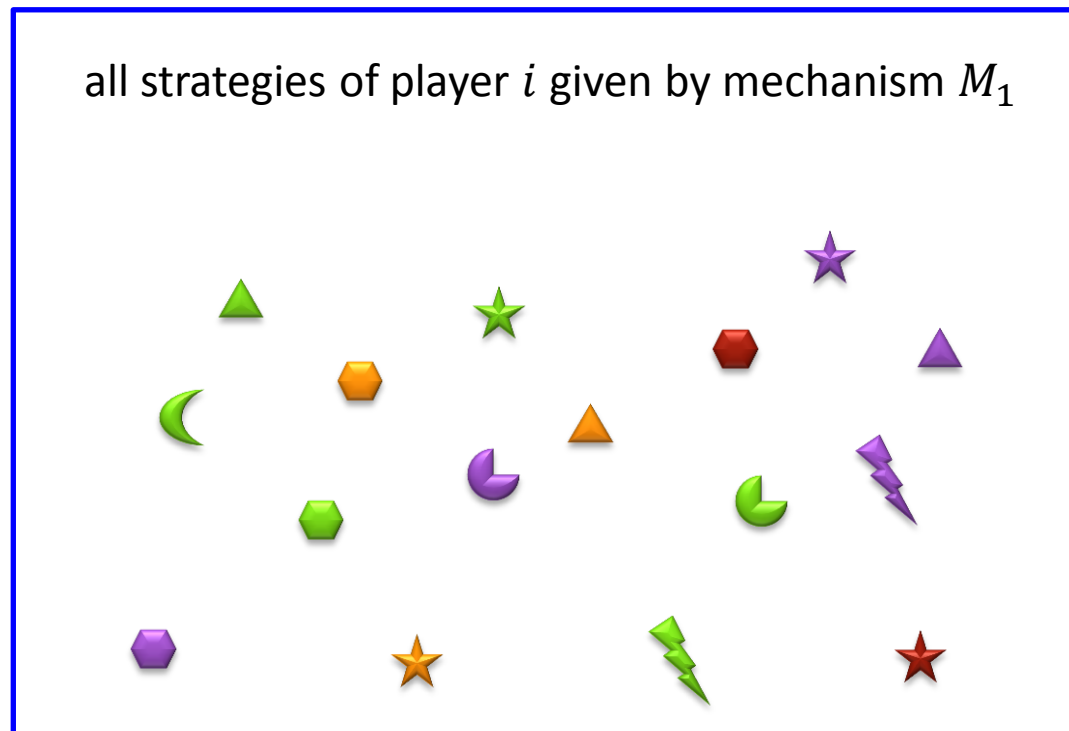 all strategies of player 𝑖 given by mechanism 𝑀₁